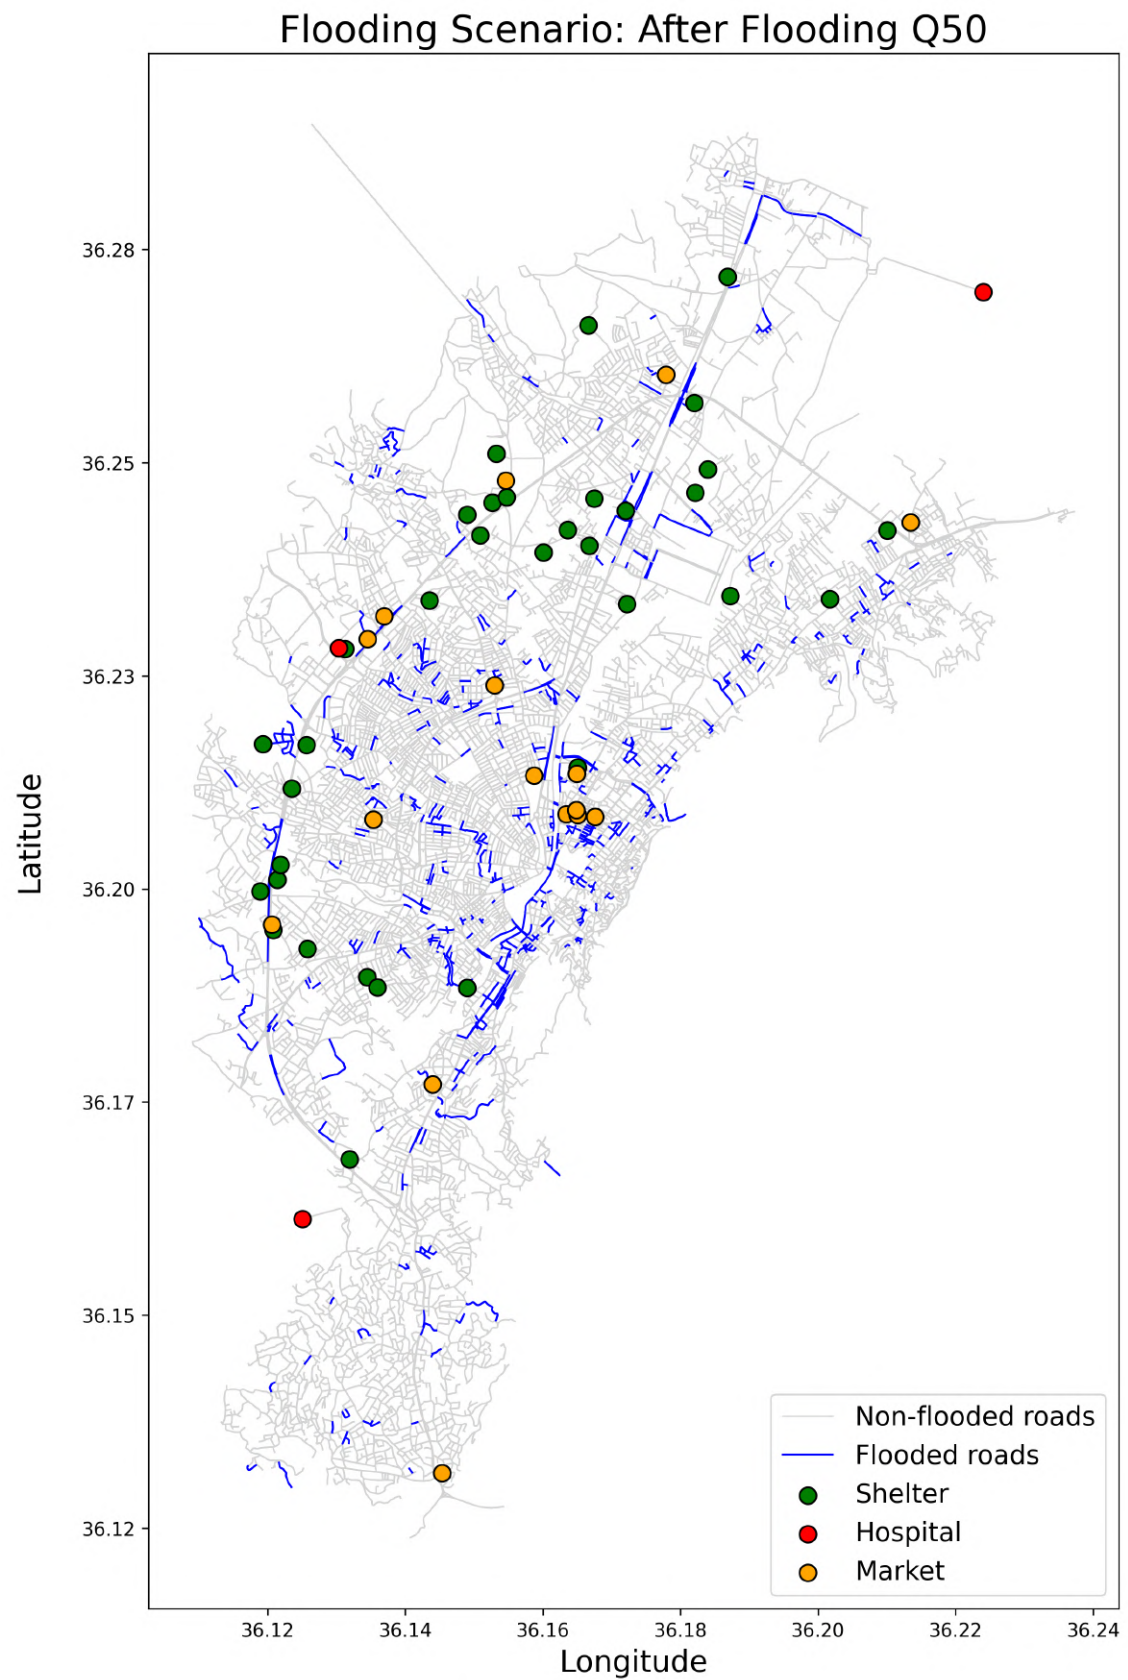 Flooding Scenario: After Flooding Q50
Latitude
36.28
36.25
36.23
36.20
36.17
36.15
36.12
36.12 36.14 36.16 36.18 36.20 36.22 36.24
Longitude
Non-flooded roads
Flooded roads
Shelter
Hospital
Market